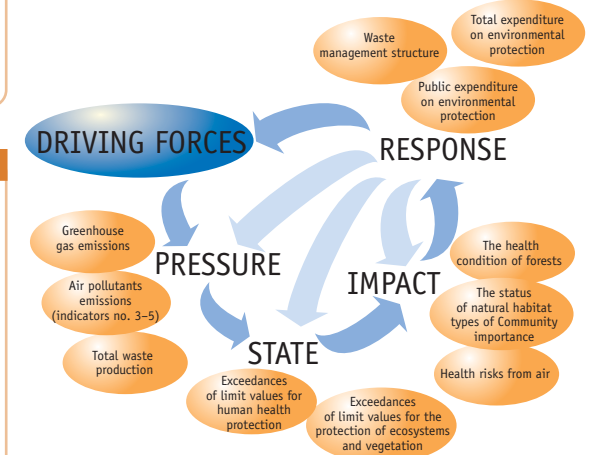 Total expenditure
on environmental
protection
Waste
management structure
Public expenditure
on environmental
protection
DRIVING FORCES
RESPONSE
Greenhouse
gas emissions
PRESSURE
Air pollutants
emissions
(indicators no. 3–5)
Total waste
production
IMPACT
The health
condition of forests
The status
of natural habitat
types of Community
importance
Health risks from air
STATE
Exceedances
of limit values for
human health
protection
Exceedances
of limit values for the
protection of ecosystems
and vegetation